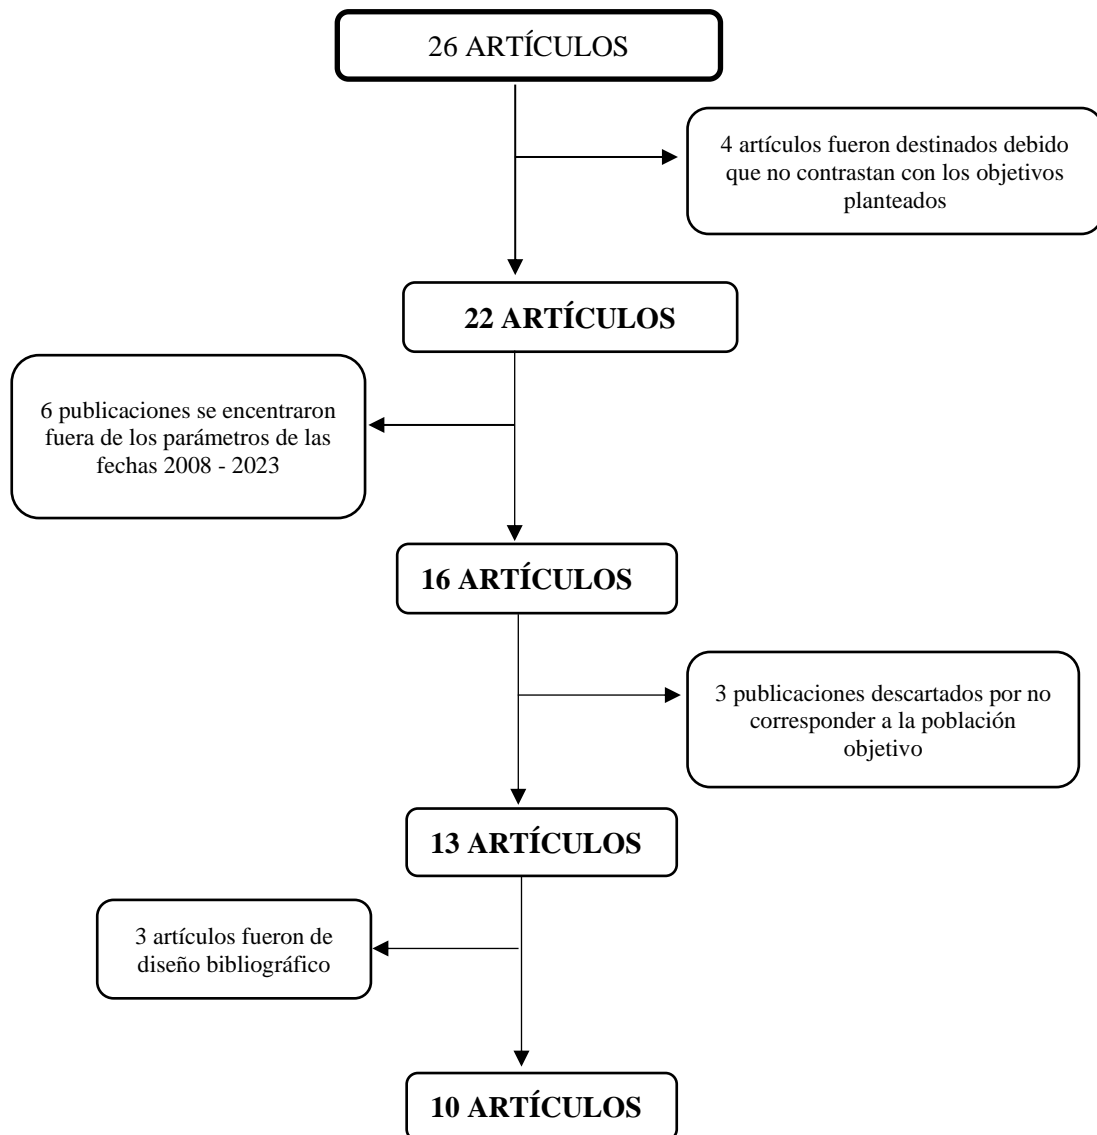 26 ARTÍCULOS
4 artículos fueron destinados debido
que no contrastan con los objetivos
planteados
22 ARTÍCULOS
6 publicaciones se encentraron
fuera de los parámetros de las
fechas 2008 - 2023
16 ARTÍCULOS
3 publicaciones descartados por no
corresponder a la población
objetivo
13 ARTÍCULOS
3 artículos fueron de
diseño bibliográfico
10 ARTÍCULOS